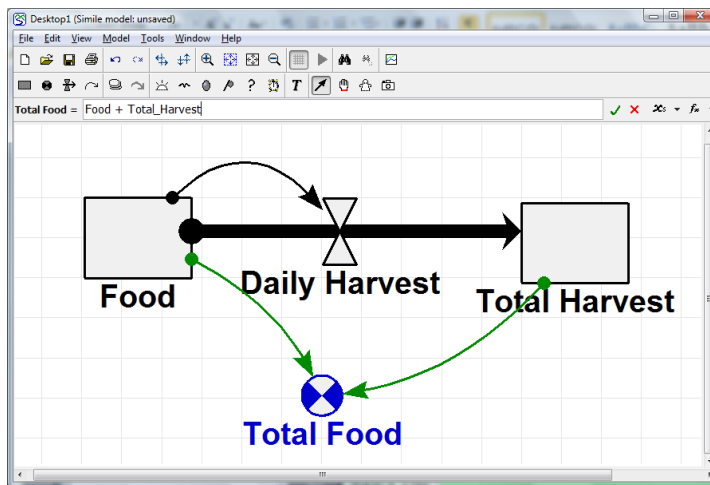 Desktop1 (Simile model: unsaved)
File Edit View Model Tools Window Help
T ?
Total Food = Food + Total_Harvest
Food
Daily Harvest
Total Harvest
Total Food